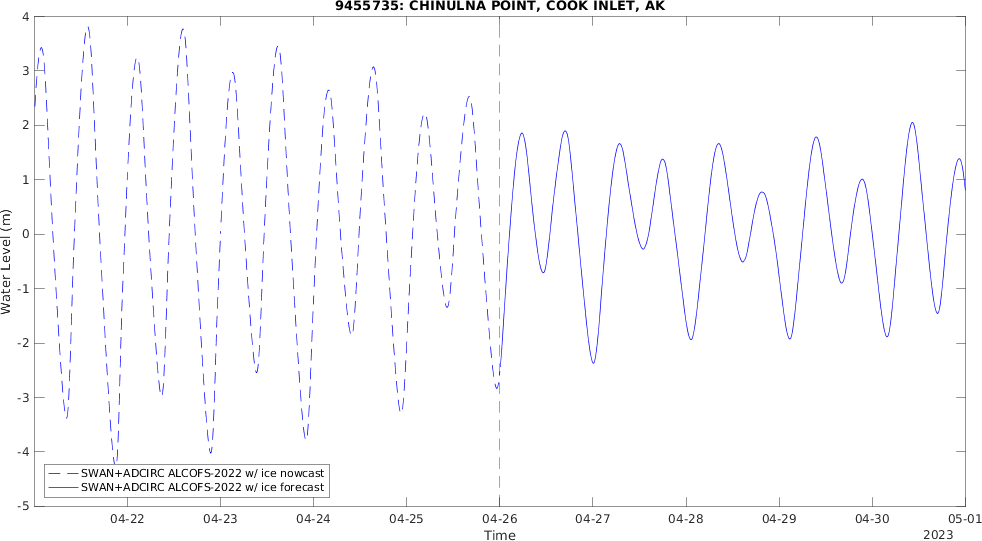 9455735: CHINULNA POINT, COOK INLET, AK
4
3
2
1
0
-1
-2
-3
-4
-5
Water Level (m)
SWAN+ADCIRC ALCOFS-2022 w/ ice nowcast
SWAN+ADCIRC ALCOFS-2022 w/ ice forecast
04-22 04-23 04-24 04-25 04-26 04-27 04-28 04-29 04-30 05-01
Time
2023